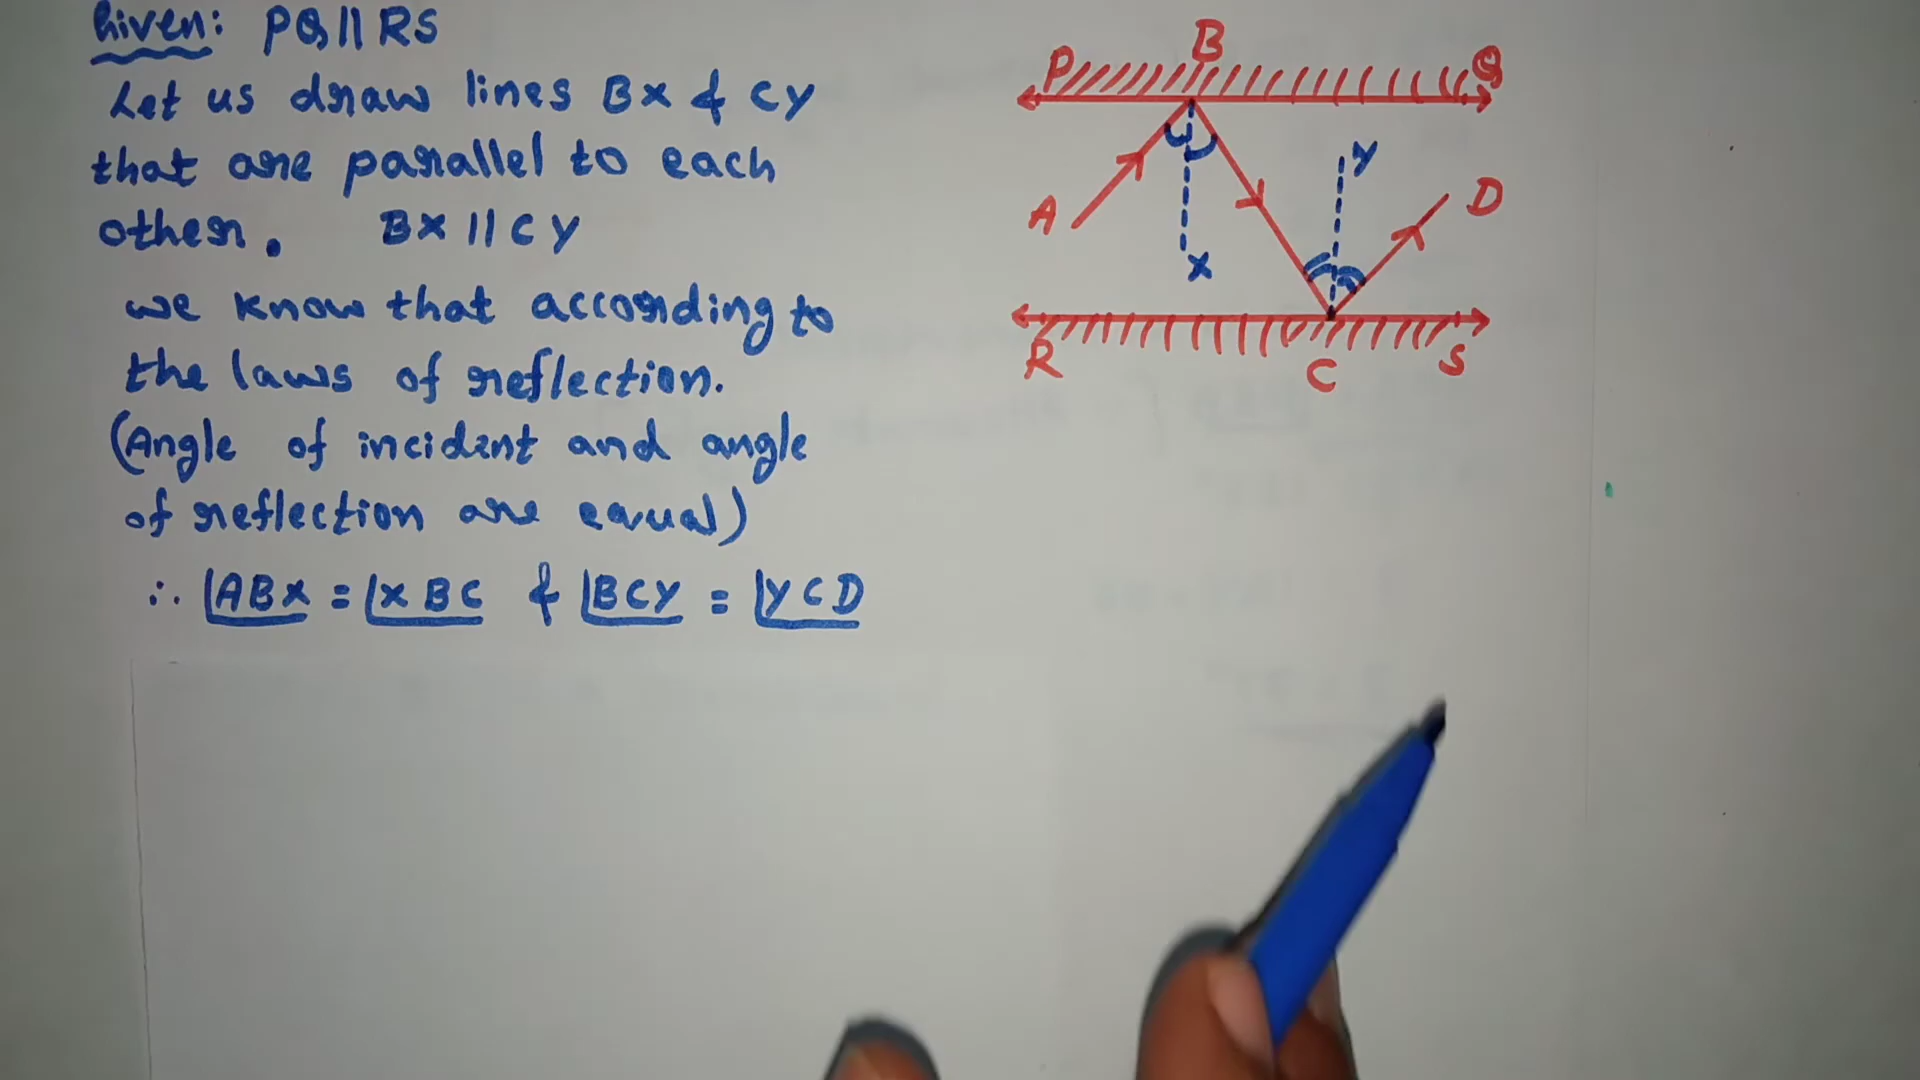 Given: PQ || RS
Let us draw lines BX & CY
that are parallel to each
other. BX || CY
we know that according to
the laws of reflection.
(Angle of incident and angle
of reflection are equal)
∴ ∠ABX = ∠XBC & ∠BCY = ∠YCD
B
P
Q
Y
A
D
X
R
C
S